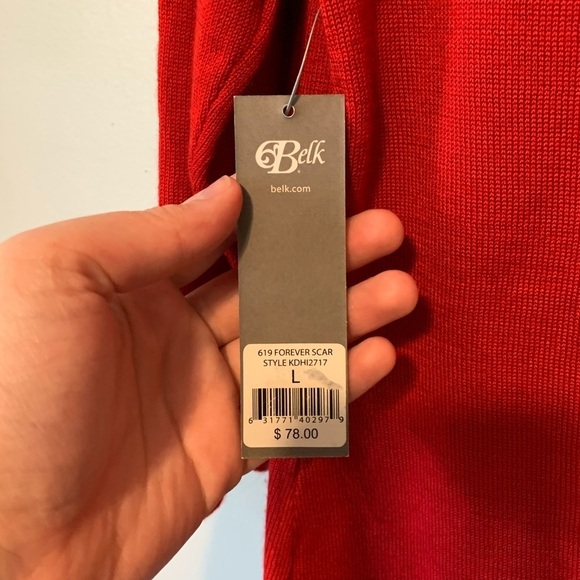 Belk
belk.com
619 FOREVER SCAR
STYLE KDHI2717
L
6 31771 40297 9
$ 78.00